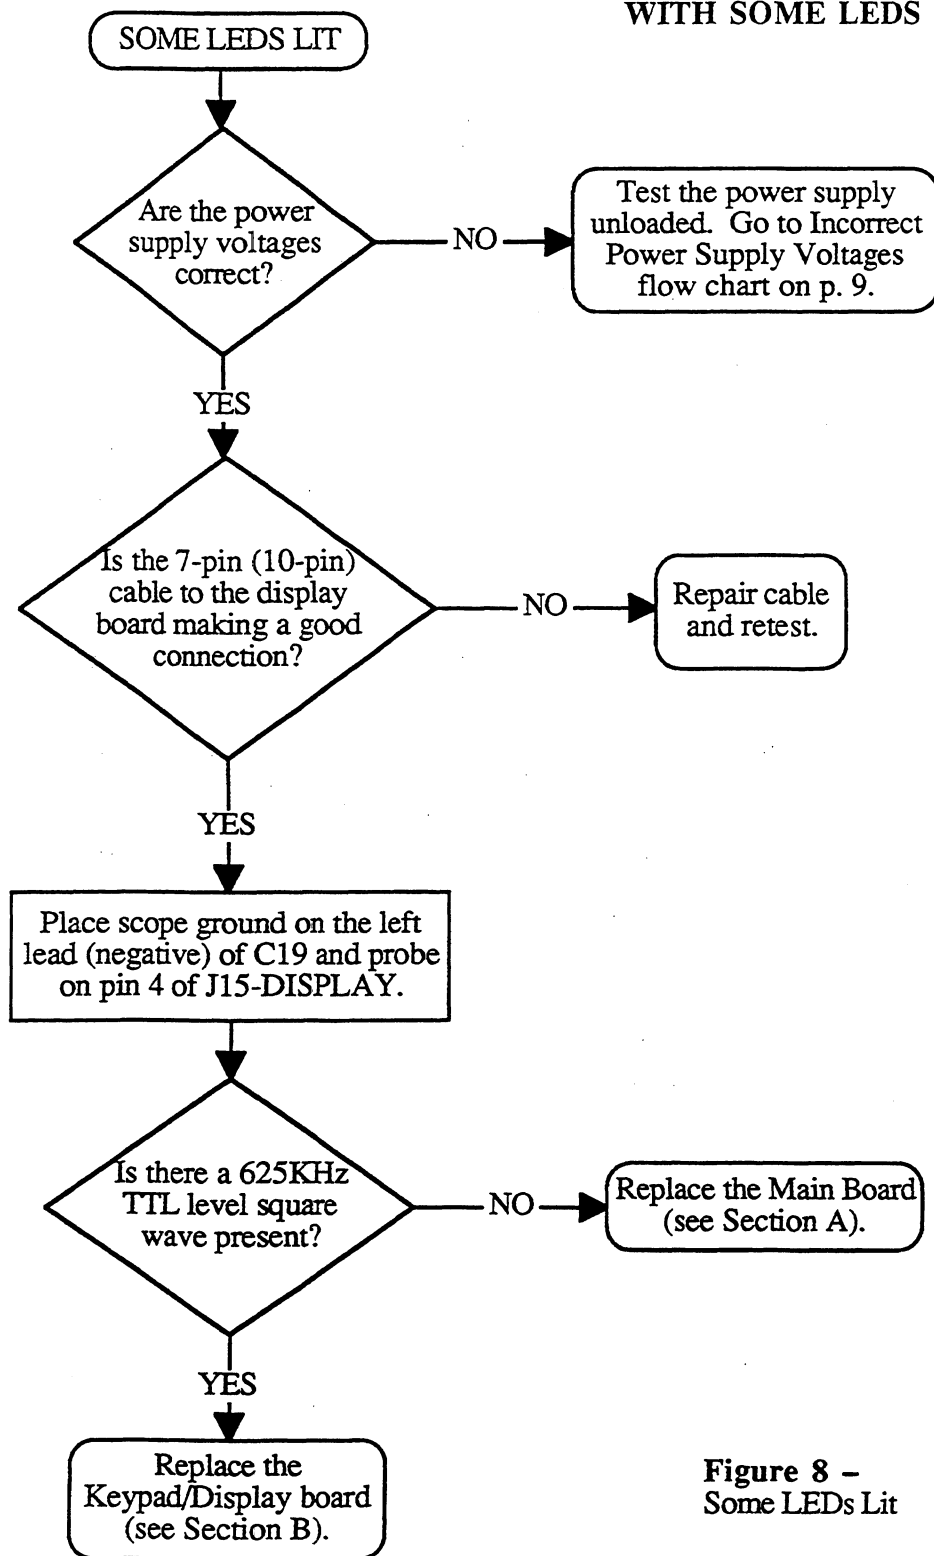 WITH SOME LEDS
SOME LEDS LIT
Are the power
supply voltages
correct?
NO
Test the power supply
unloaded. Go to Incorrect
Power Supply Voltages
flow chart on p. 9.
YES
Is the 7-pin (10-pin)
cable to the display
board making a good
connection?
NO
Repair cable
and retest.
YES
Place scope ground on the left
lead (negative) of C19 and probe
on pin 4 of J15-DISPLAY.
Is there a 625KHz
TTL level square
wave present?
NO
Replace the Main Board
(see Section A).
YES
Replace the
Keypad/Display board
(see Section B).
Figure 8 –
Some LEDs Lit